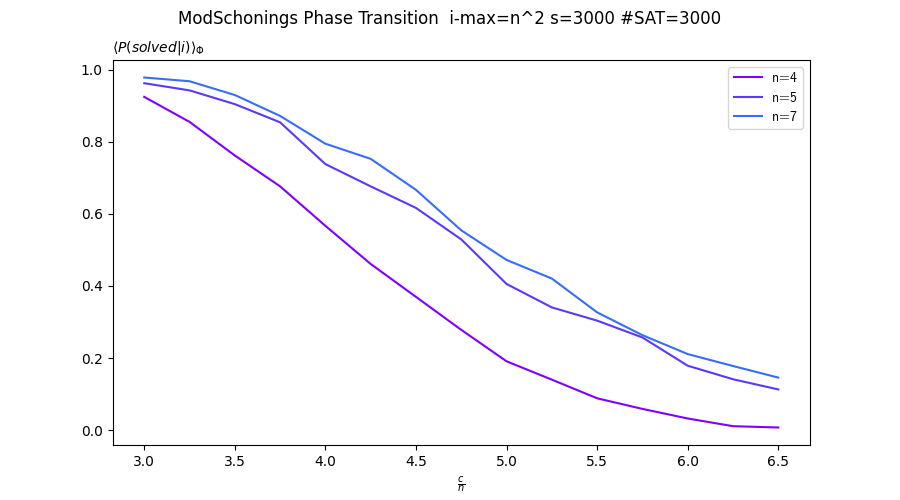 ModSchonings Phase Transition  i-max=n^2 s=3000 #SAT=3000
⟨P(solved|i)⟩Φ
1.0
0.8
0.6
0.4
0.2
0.0
n=4
n=5
n=7
3.0 3.5 4.0 4.5 5.0 5.5 6.0 6.5
c/n